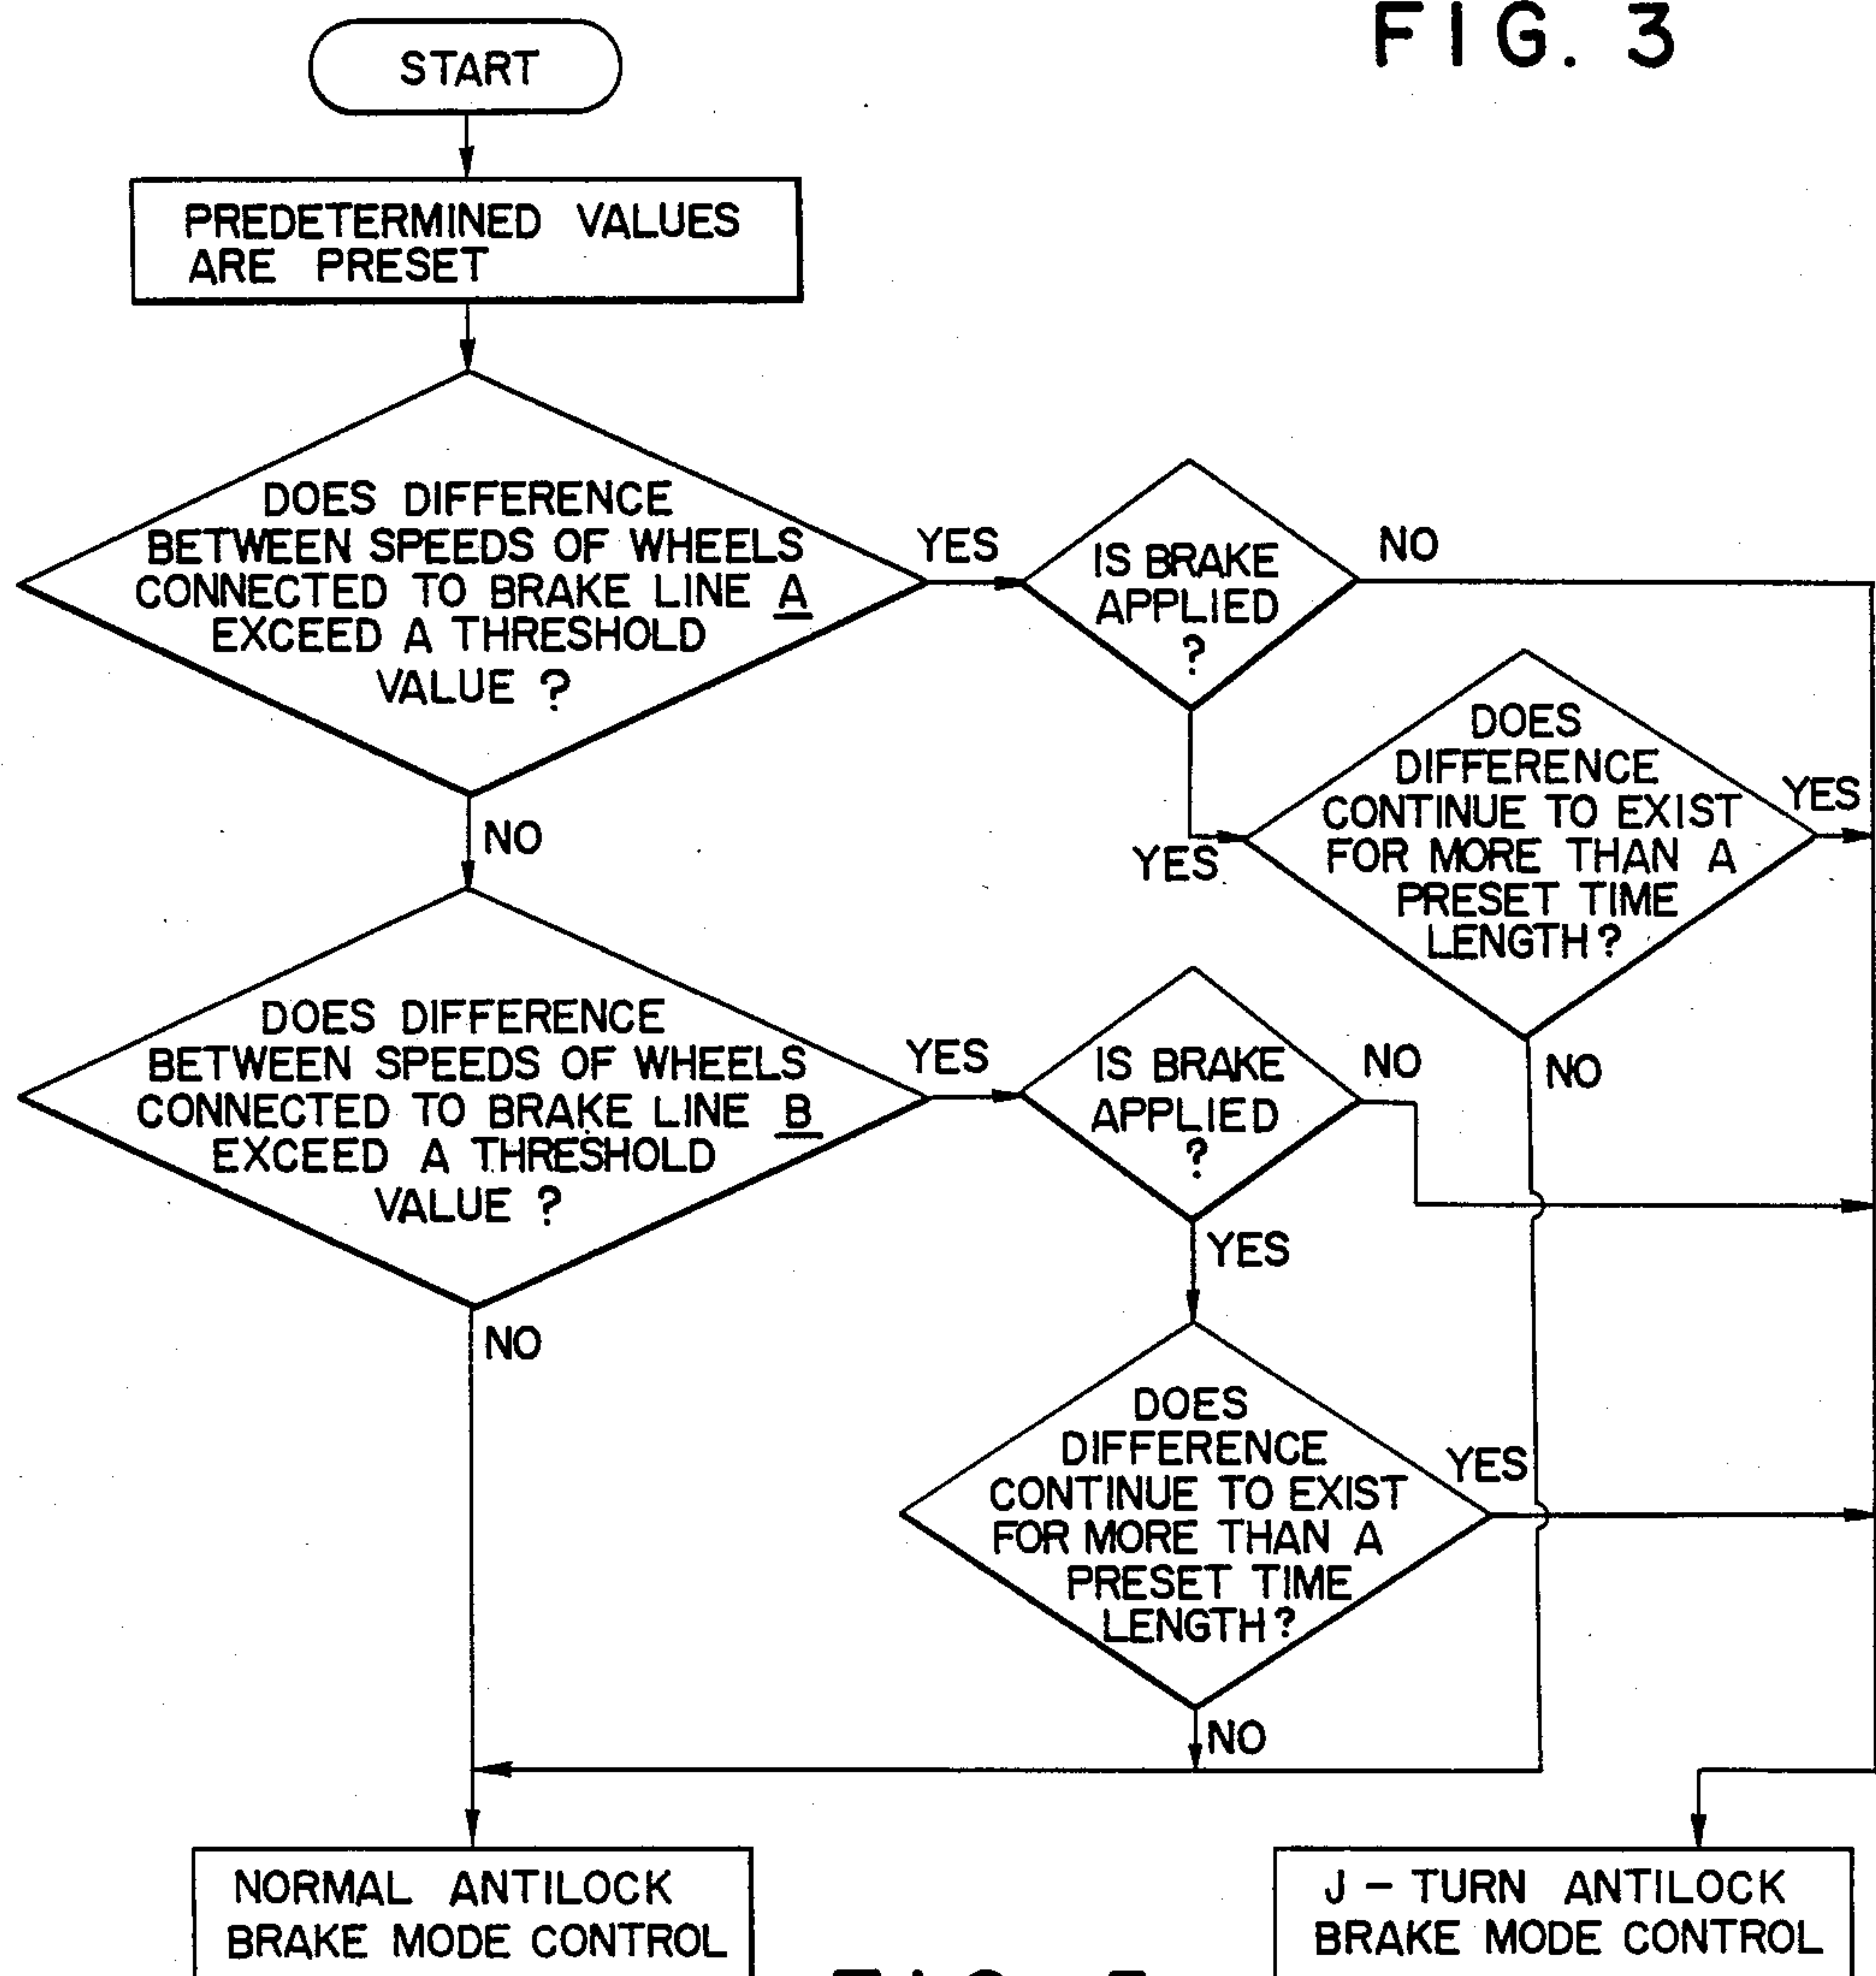 FIG. 3
START
PREDETERMINED VALUES
ARE PRESET
DOES DIFFERENCE
BETWEEN SPEEDS OF WHEELS
CONNECTED TO BRAKE LINE A
EXCEED A THRESHOLD
VALUE ?
YES
IS BRAKE
APPLIED
?
NO
YES
DOES
DIFFERENCE
CONTINUE TO EXIST
FOR MORE THAN A
PRESET TIME
LENGTH?
YES
NO
NO
DOES DIFFERENCE
BETWEEN SPEEDS OF WHEELS
CONNECTED TO BRAKE LINE B
EXCEED A THRESHOLD
VALUE ?
YES
IS BRAKE
APPLIED
?
NO
YES
DOES
DIFFERENCE
CONTINUE TO EXIST
FOR MORE THAN A
PRESET TIME
LENGTH?
YES
NO
NO
NORMAL ANTILOCK
BRAKE MODE CONTROL
J - TURN ANTILOCK
BRAKE MODE CONTROL